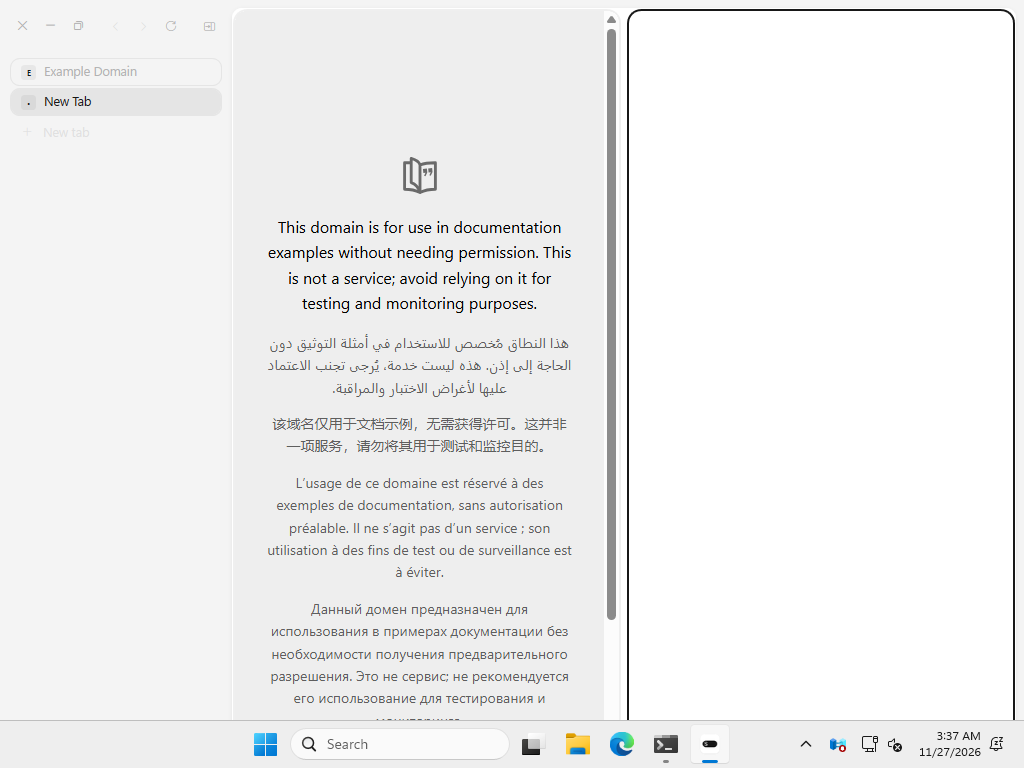 Example Domain
New Tab
New tab
This domain is for use in documentation
examples without needing permission. This
is not a service; avoid relying on it for
testing and monitoring purposes.
هذا النطاق مُخصص للاستخدام في أمثلة التوثيق دون
الحاجة إلى إذن. هذه ليست خدمة، يُرجى تجنب الاعتماد
عليها لأغراض الاختبار والمراقبة.
该域名仅用于文档示例，无需获得许可。这并非
一项服务，请勿将其用于测试和监控目的。
L’usage de ce domaine est réservé à des
exemples de documentation, sans autorisation
préalable. Il ne s’agit pas d’un service ; son
utilisation à des fins de test ou de surveillance est
à éviter.
Данный домен предназначен для
использования в примерах документации без
необходимости получения предварительного
разрешения. Это не сервис; не рекомендуется
его использование для тестирования и
Search
3:37 AM
11/27/2026